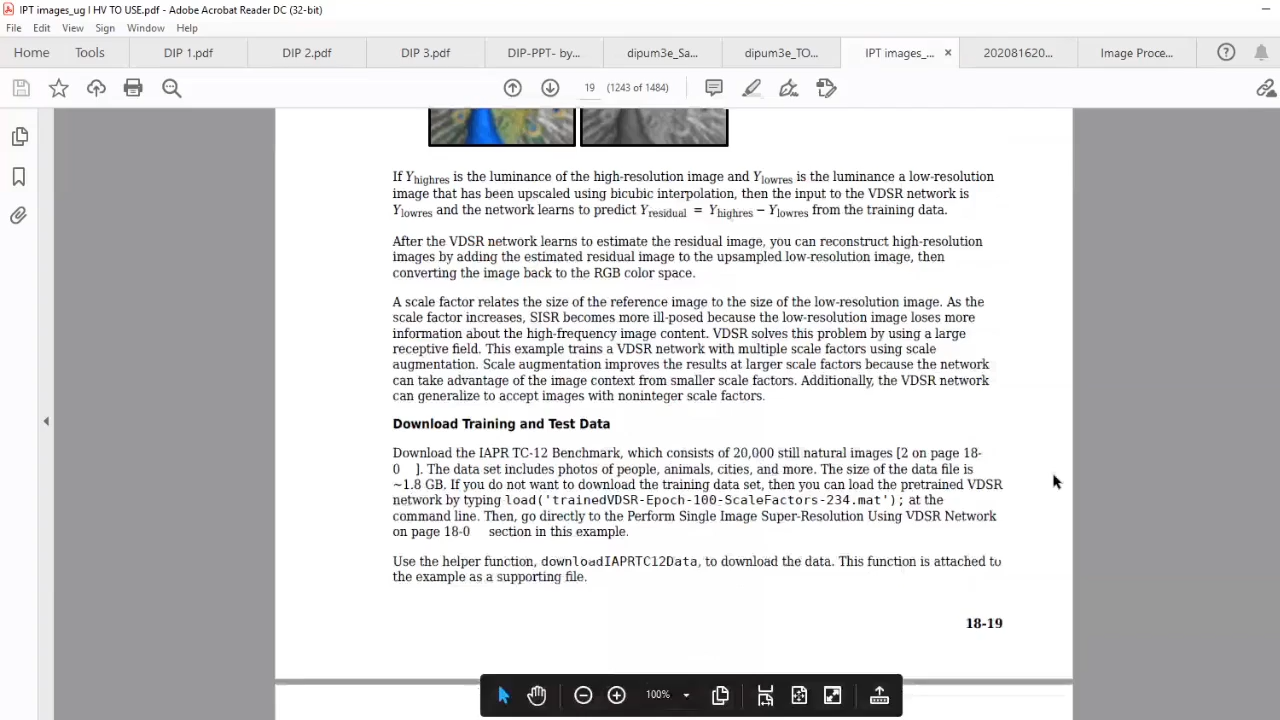 IPT images_ug I HV TO USE.pdf - Adobe Acrobat Reader DC (32-bit)
File Edit View Sign Window Help
Home Tools DIP 1.pdf DIP 2.pdf DIP 3.pdf DIP-PPT- by... dipum3e_Sa... dipum3e_TO... IPT images_... × 202081620... Image Proce...
19 (1243 of 1484)
If Yhighres is the luminance of the high-resolution image and Ylowres is the luminance a low-resolution
image that has been upscaled using bicubic interpolation, then the input to the VDSR network is
Ylowres and the network learns to predict Yresidual = Yhighres − Ylowres from the training data.
After the VDSR network learns to estimate the residual image, you can reconstruct high-resolution
images by adding the estimated residual image to the upsampled low-resolution image, then
converting the image back to the RGB color space.
A scale factor relates the size of the reference image to the size of the low-resolution image. As the
scale factor increases, SISR becomes more ill-posed because the low-resolution image loses more
information about the high-frequency image content. VDSR solves this problem by using a large
receptive field. This example trains a VDSR network with multiple scale factors using scale
augmentation. Scale augmentation improves the results at larger scale factors because the network
can take advantage of the image context from smaller scale factors. Additionally, the VDSR network
can generalize to accept images with noninteger scale factors.
Download Training and Test Data
Download the IAPR TC-12 Benchmark, which consists of 20,000 still natural images [2 on page 18-
0 ]. The data set includes photos of people, animals, cities, and more. The size of the data file is
~1.8 GB. If you do not want to download the training data set, then you can load the pretrained VDSR
network by typing load('trainedVDSR-Epoch-100-ScaleFactors-234.mat'); at the
command line. Then, go directly to the Perform Single Image Super-Resolution Using VDSR Network
on page 18-0 section in this example.
Use the helper function, downloadIAPRTC12Data, to download the data. This function is attached to
the example as a supporting file.
18-19
100%